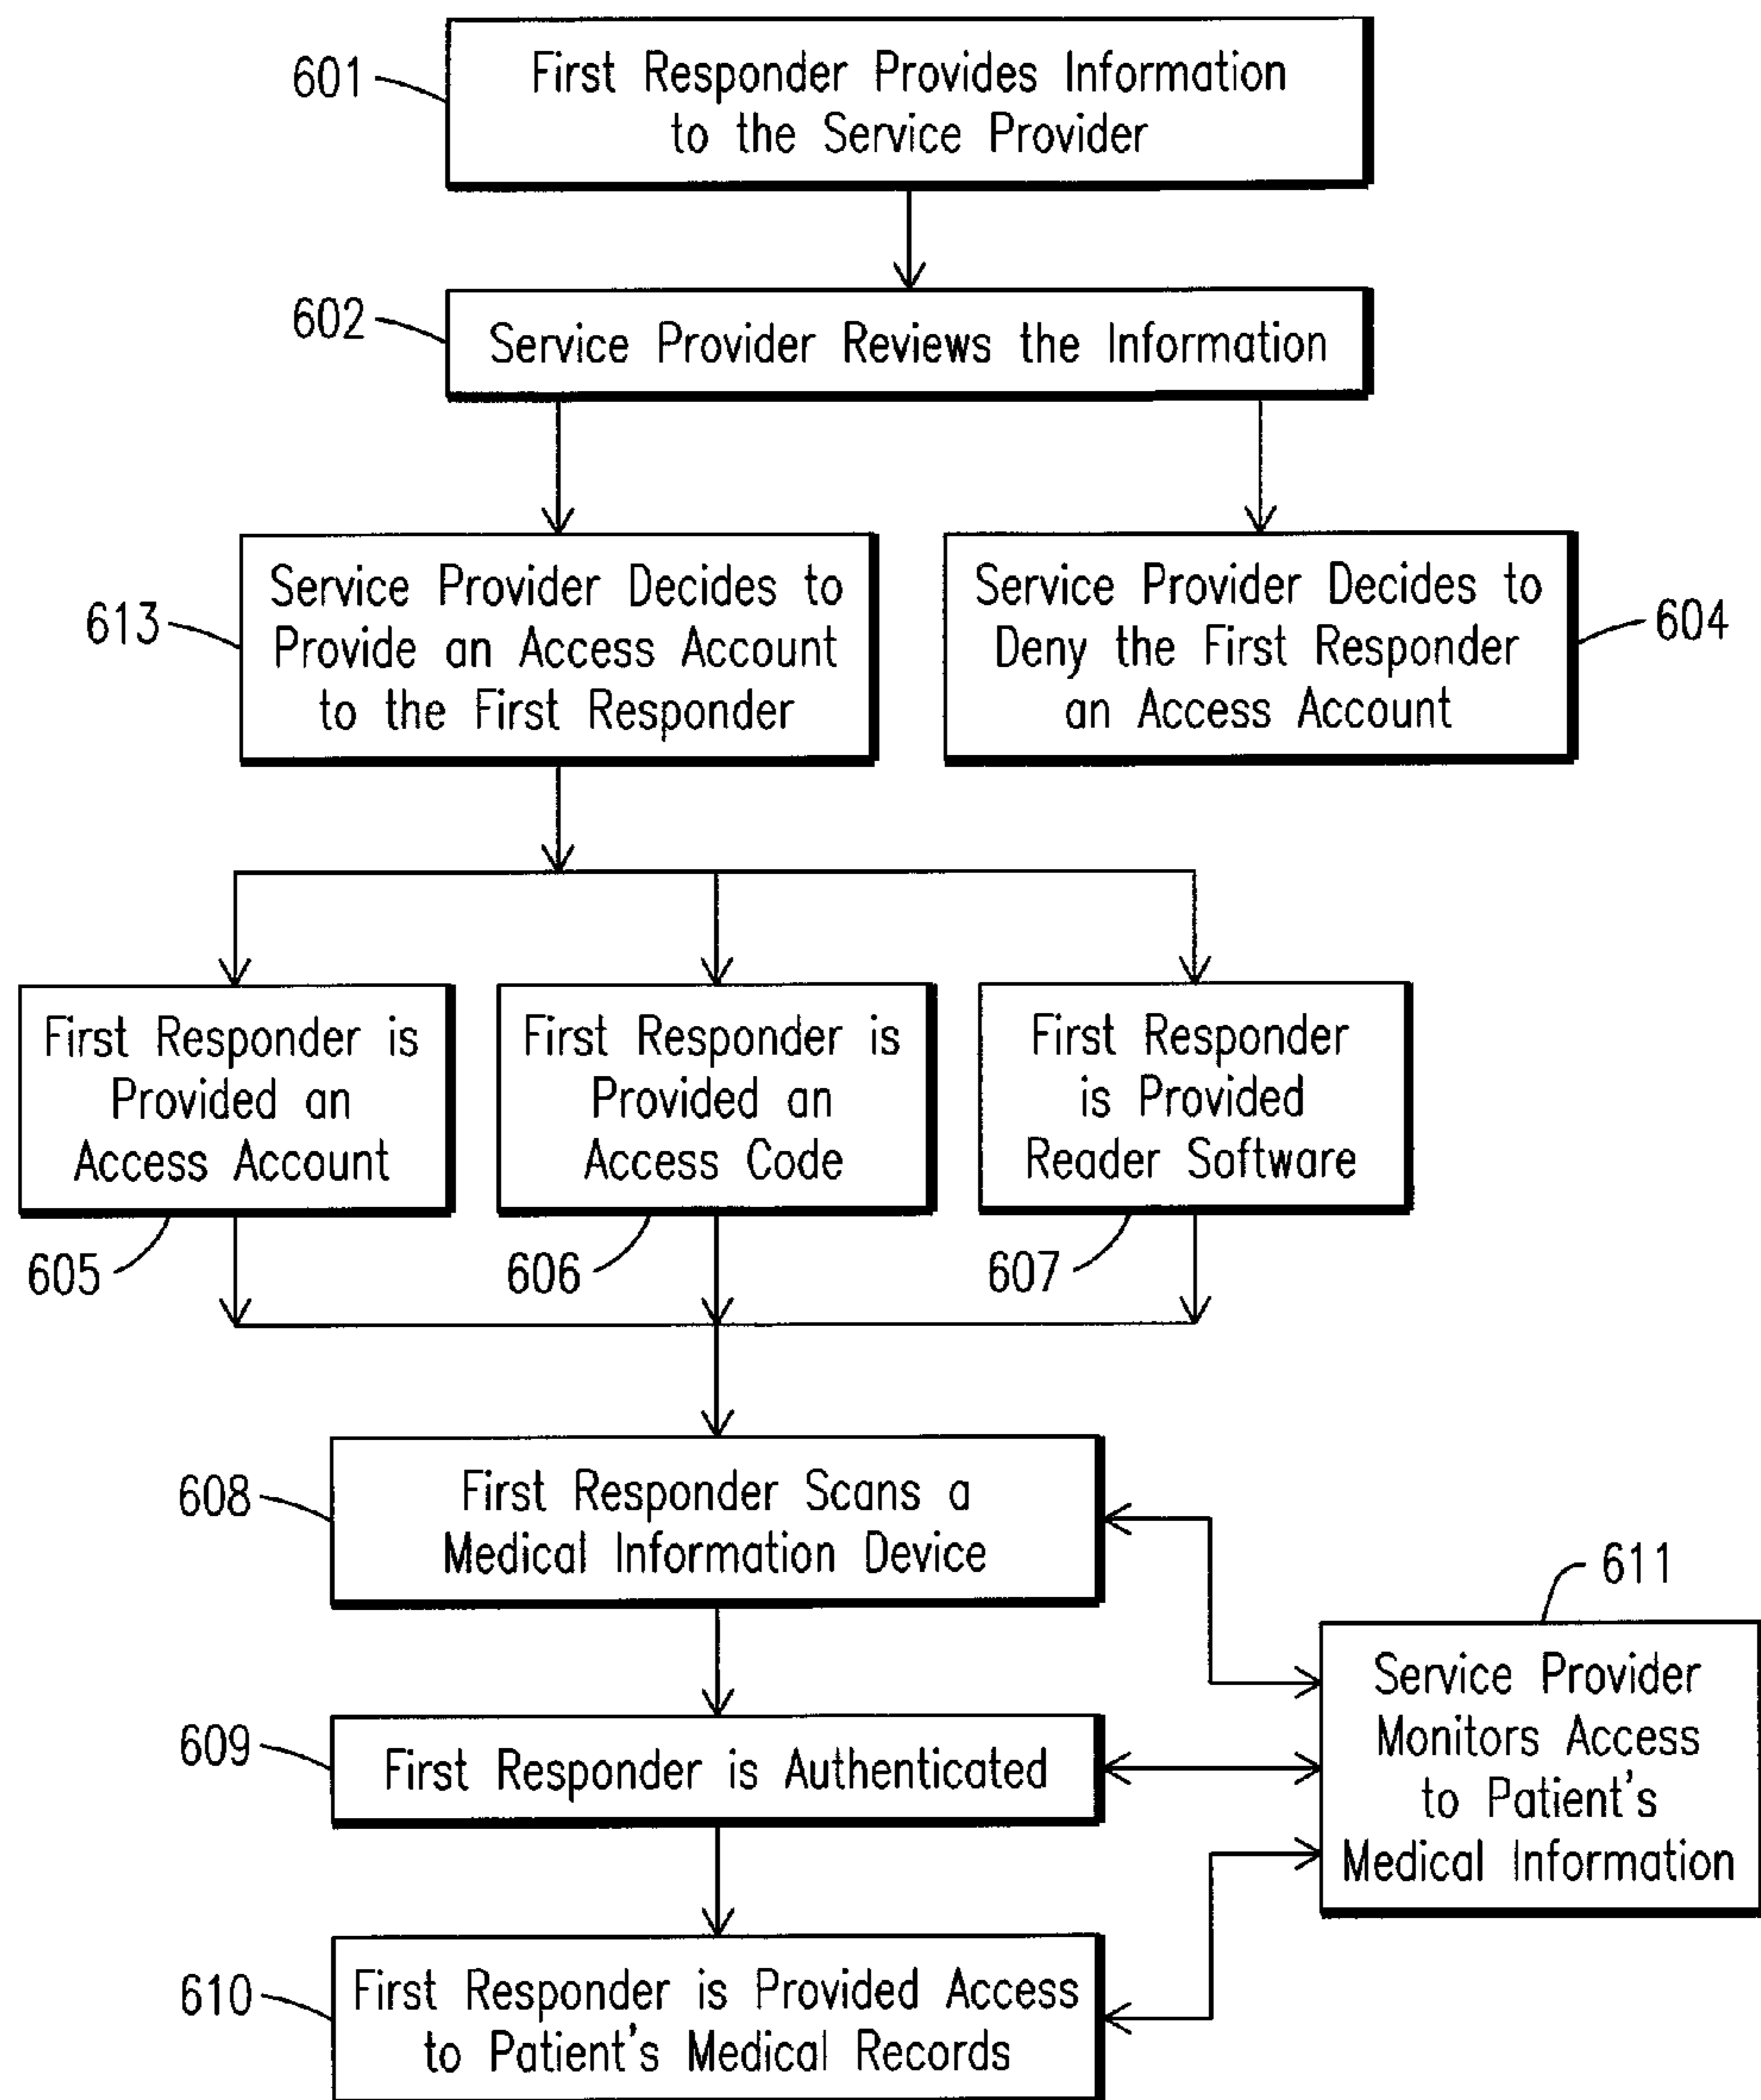 601
First Responder Provides Information
to the Service Provider
602
Service Provider Reviews the Information
613
Service Provider Decides to
Provide an Access Account
to the First Responder
Service Provider Decides to
Deny the First Responder
an Access Account
604
First Responder is
Provided an
Access Account
First Responder is
Provided an
Access Code
First Responder
is Provided
Reader Software
605
606
607
608
First Responder Scans a
Medical Information Device
611
Service Provider
Monitors Access
to Patient's
Medical Information
609
First Responder is Authenticated
610
First Responder is Provided Access
to Patient's Medical Records